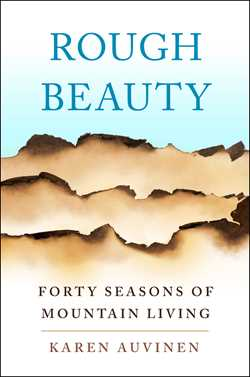 ROUGH
BEAUTY
FORTY SEASONS OF
MOUNTAIN LIVING
KAREN AUVINEN